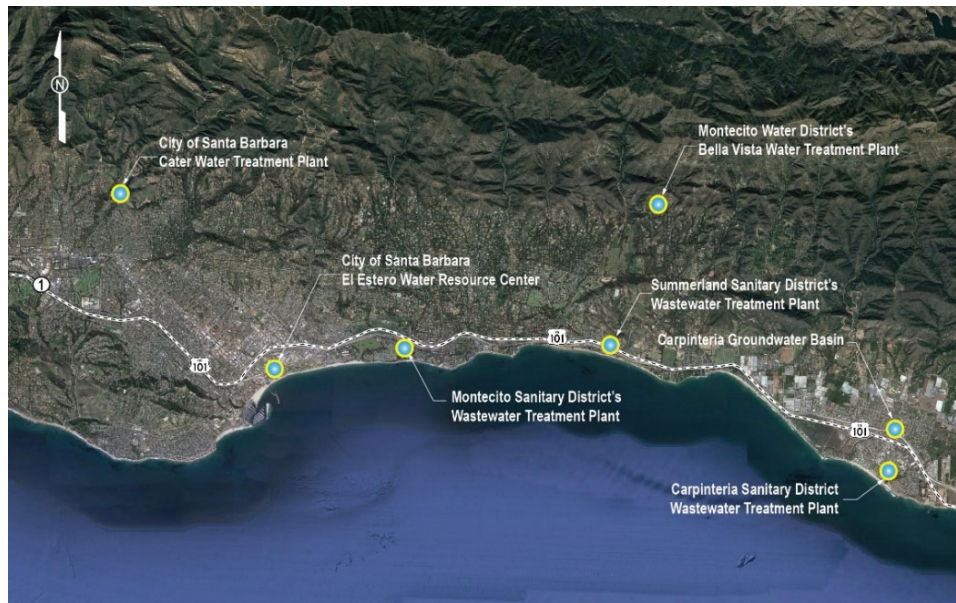 N
City of Santa Barbara
Cater Water Treatment Plant
Montecito Water District's
Bella Vista Water Treatment Plant
City of Santa Barbara
El Estero Water Resource Center
Summerland Sanitary District's
Wastewater Treatment Plant
Carpinteria Groundwater Basin
1
101
101
101
Montecito Sanitary District's
Wastewater Treatment Plant
Carpinteria Sanitary District
Wastewater Treatment Plant